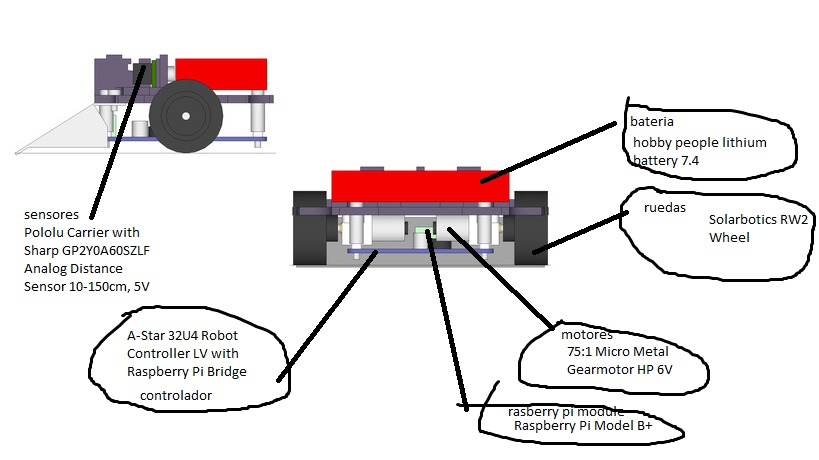 sensores
Pololu Carrier with
Sharp GP2Y0A60SZLF
Analog Distance
Sensor 10-150cm, 5V
A-Star 32U4 Robot
Controller LV with
Raspberry Pi Bridge
controlador
bateria
hobby people lithium
battery 7.4
ruedas
Solarbotics RW2
Wheel
motores
75:1 Micro Metal
Gearmotor HP 6V
rasberry pi module
Raspberry Pi Model B+